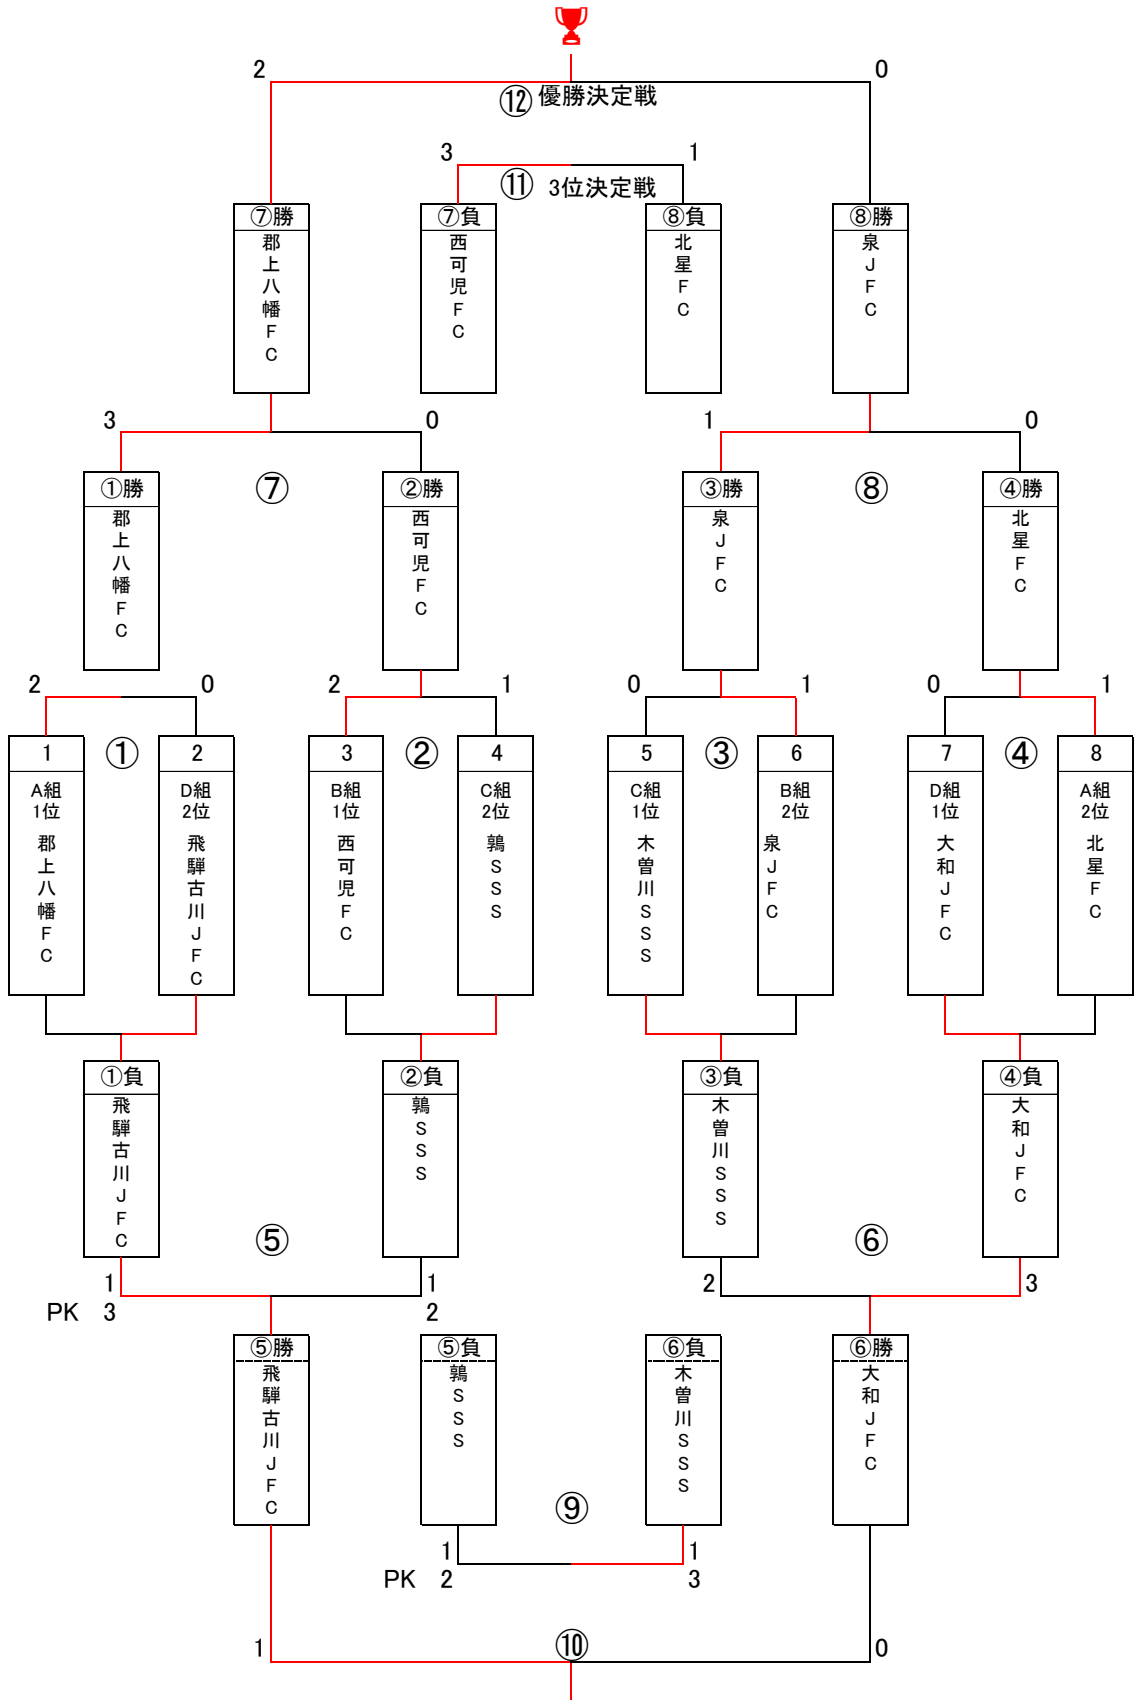 2 0
⑫ 優勝決定戦
3 1
⑪ 3位決定戦
⑦勝 ⑦負 ⑧負 ⑧勝
郡上八幡FC
西可児FC
北星FC
泉JFC
3 0 1 0
①勝 ⑦ ②勝 ③勝 ⑧ ④勝
郡上八幡FC
西可児FC
泉JFC
北星FC
2 0 2 1 0 1 0 1
1 ① 2 3 ② 4 5 ③ 6 7 ④ 8
A組 D組 B組 C組 C組 B組 D組 A組
1位 2位 1位 2位 1位 2位 1位 2位
郡上八幡FC
飛騨古川JFC
西可児FC
鶉SSS
木曽川SSS
泉JFC
大和JFC
北星FC
①負 ②負 ③負 ④負
飛騨古川JFC
鶉SSS
木曽川SSS
大和JFC
⑤ ⑥
1 1 2 3
PK 3 2
⑤勝 ⑤負 ⑥負 ⑥勝
飛騨古川JFC
鶉SSS
木曽川SSS
大和JFC
⑨
1 1
PK 2 3
1 ⑩ 0